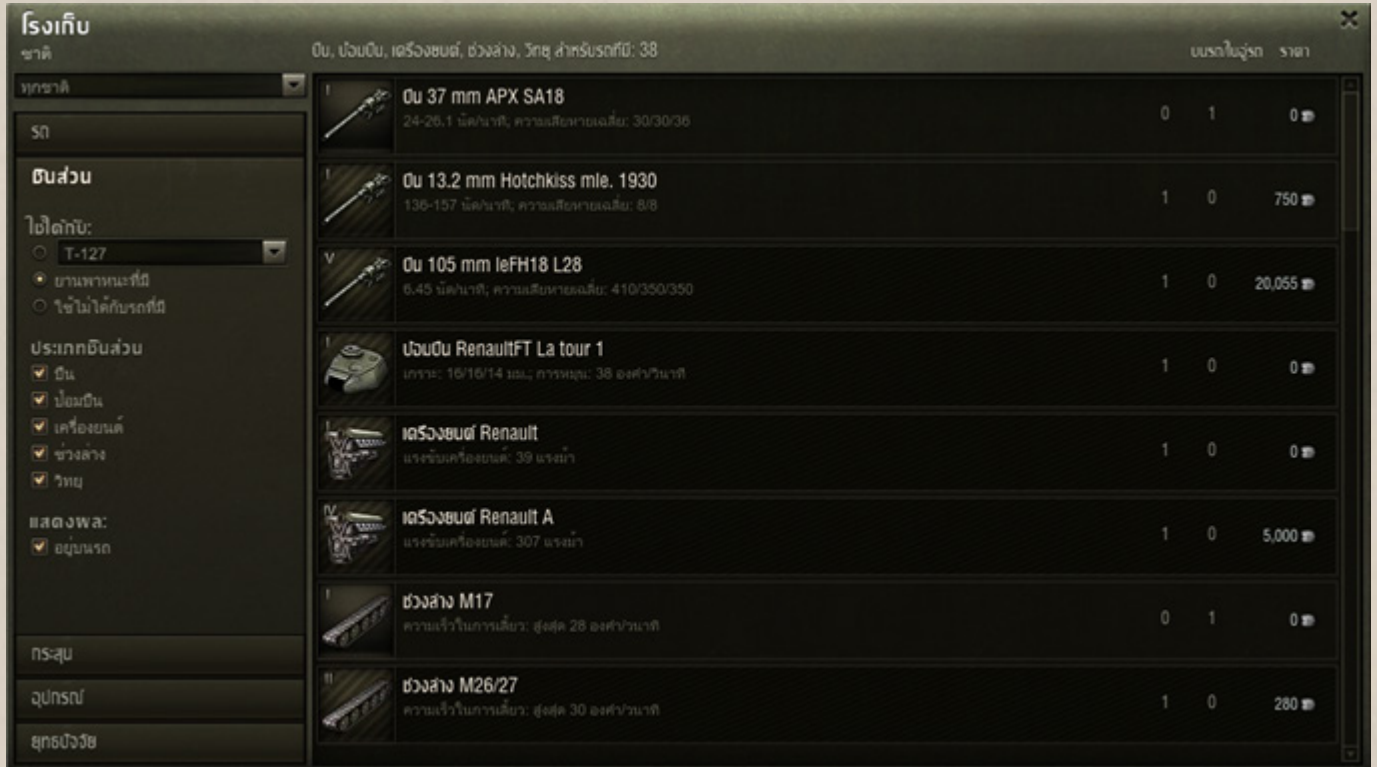 โรงเก็บ
ชาติ
ทุกชาติ
รถ
ชิ้นส่วน
ใช้ได้กับ:
T-127
ยานพาหนะที่มี
ใช้ไม่ได้กับรถที่มี
ประเภทชิ้นส่วน
ปืน
ป้อมปืน
เครื่องยนต์
ช่วงล่าง
วิทยุ
แสดงผล:
อยู่บนรถ
กระสุน
อุปกรณ์
ยุทธปัจจัย
ปืน, ป้อมปืน, เครื่องยนต์, ช่วงล่าง, วิทยุ สำหรับรถที่มี: 38
บนรถ ในอู่รถ ราคา
I
ปืน 37 mm APX SA18
24-26.1 นัด/นาที; ความเสียหายเฉลี่ย: 30/30/36
0 1 0
I
ปืน 13.2 mm Hotchkiss mle. 1930
136-157 นัด/นาที; ความเสียหายเฉลี่ย: 8/8
1 0 750
V
ปืน 105 mm leFH18 L28
6.45 นัด/นาที; ความเสียหายเฉลี่ย: 410/350/350
1 0 20,055
I
ป้อมปืน RenaultFT La tour 1
เกราะ: 16/16/14 มม.; การหมุน: 38 องศา/วินาที
1 0 0
I
เครื่องยนต์ Renault
แรงขับเครื่องยนต์: 39 แรงม้า
1 0 0
IV
เครื่องยนต์ Renault A
แรงขับเครื่องยนต์: 307 แรงม้า
1 0 5,000
I
ช่วงล่าง M17
ความเร็วในการเลี้ยว: สูงสุด 28 องศา/วนาที
0 1 0
II
ช่วงล่าง M26/27
ความเร็วในการเลี้ยว: สูงสุด 30 องศา/วนาที
1 0 280